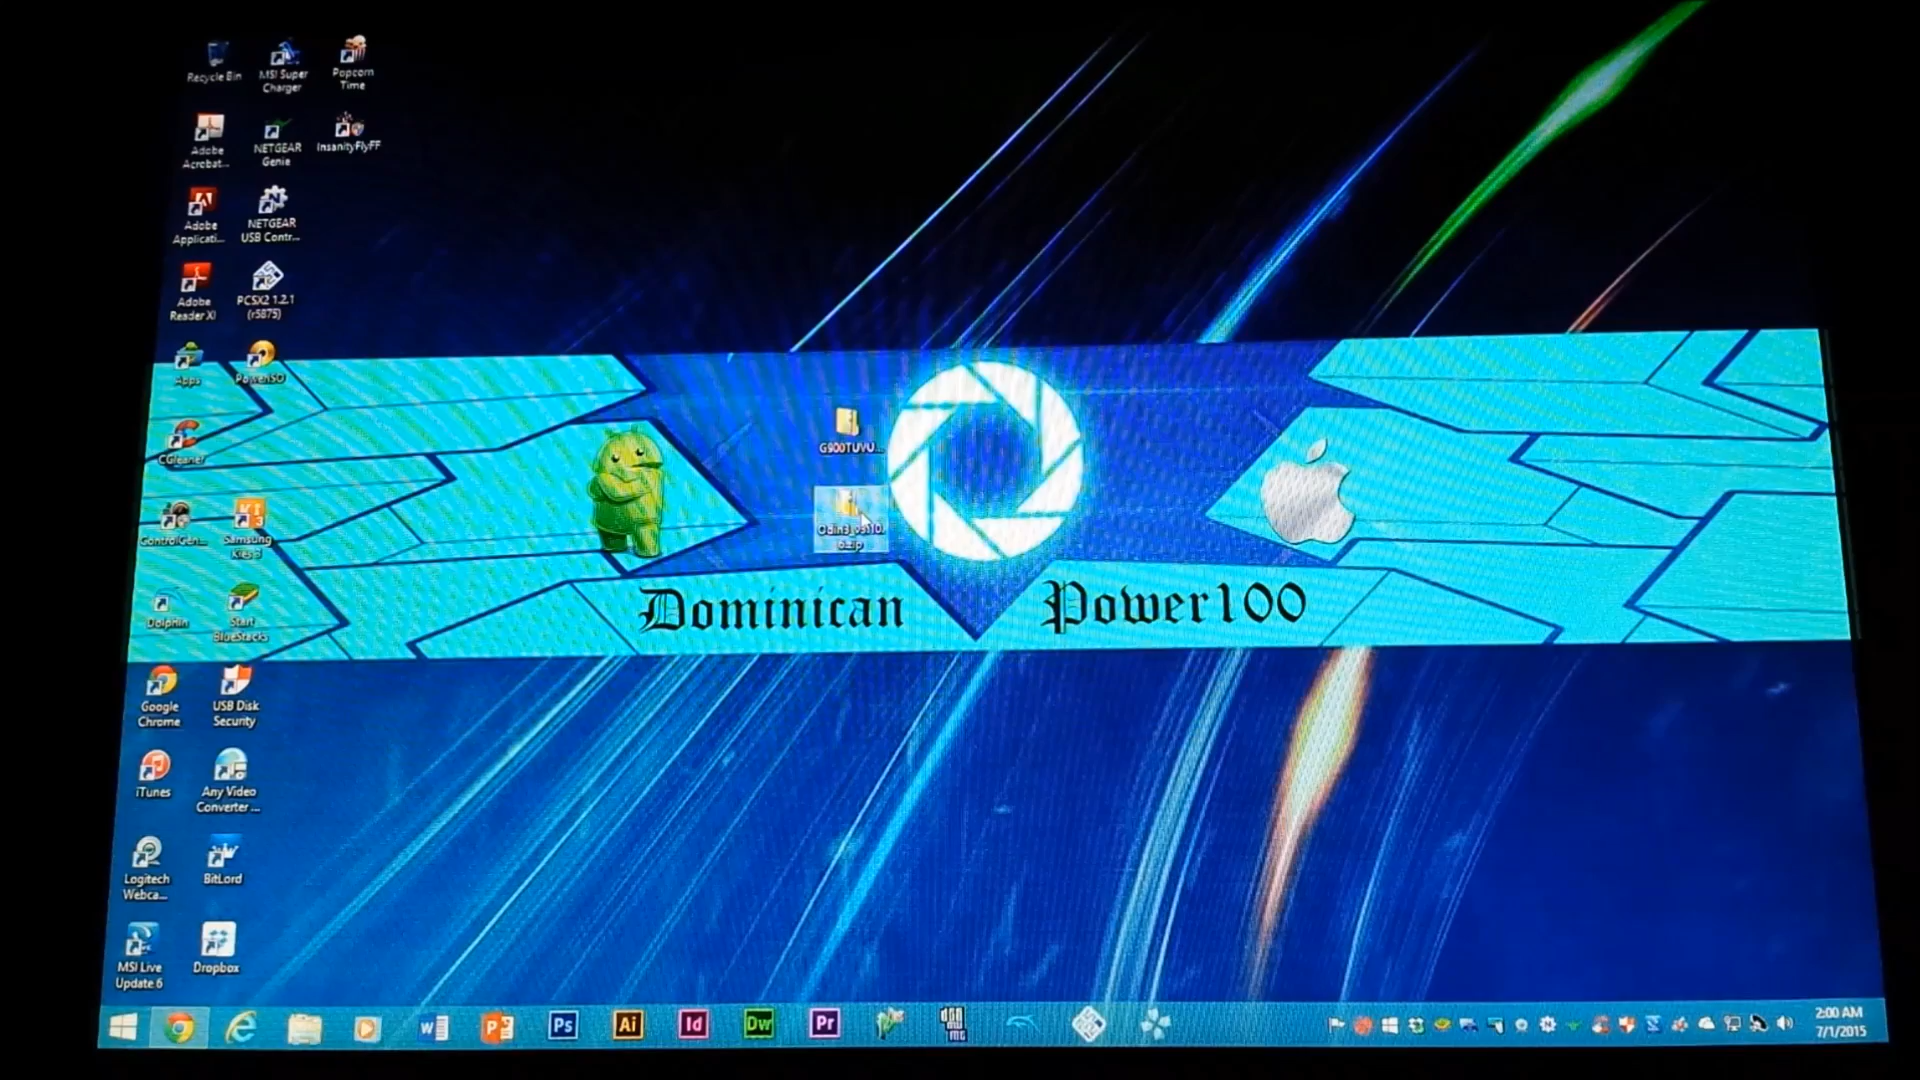 Recycle Bin
MSI Super
Charger
Popcorn
Time
Adobe
Acrobat...
NETGEAR
Genie
InsanityFlyFF
Adobe
Applicati...
NETGEAR
USB Contr...
Adobe
Reader XI
PCSX2 1.2.1
(r5875)
Apps
PowerISO
CCleaner
G900TUVU...
ControlCen...
Samsung
Kies 3
Dolphin
Start
BlueStacks
Dominican Power100
Google
Chrome
USB Disk
Security
iTunes
Any Video
Converter ...
Logitech
Webca...
BitLord
MSI Live
Update 6
Dropbox
Ps
Ai
Id
Dw
Pr
2:00 AM
7/1/2015